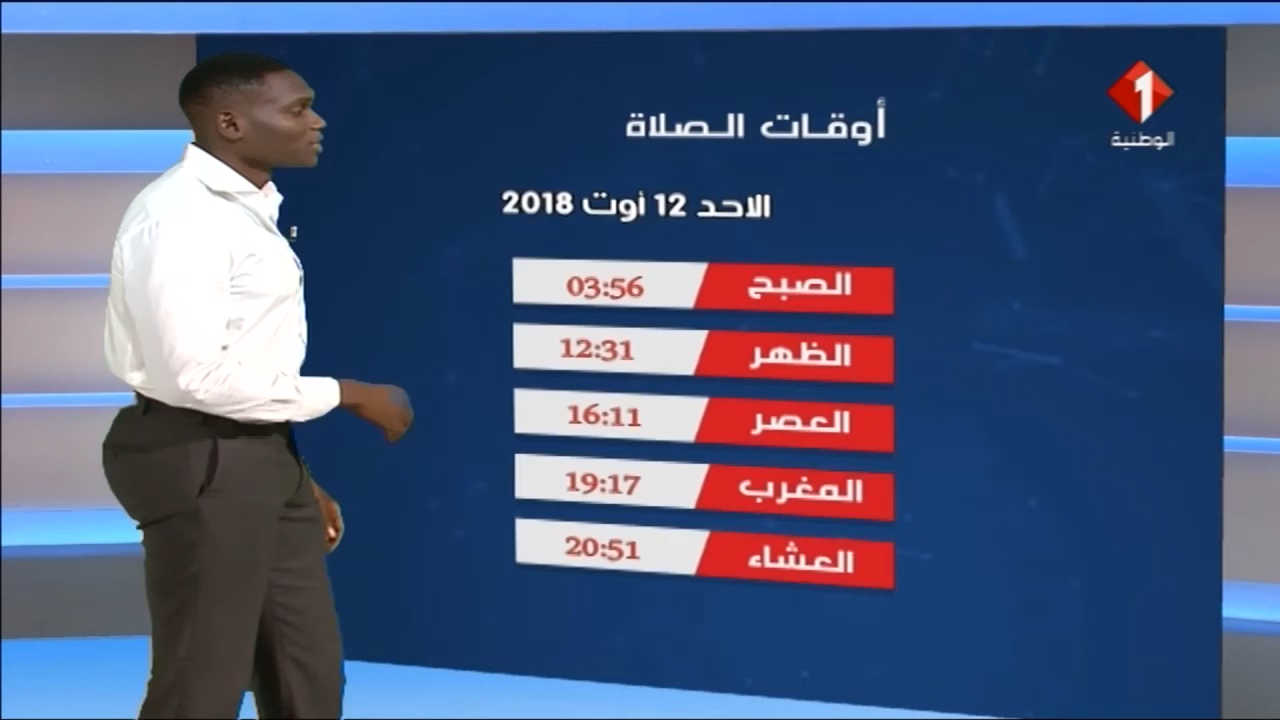 1
الوطنية
أوقات الصلاة
الاحد 12 أوت 2018
الصبح 03:56
الظهر 12:31
العصر 16:11
المغرب 19:17
العشاء 20:51